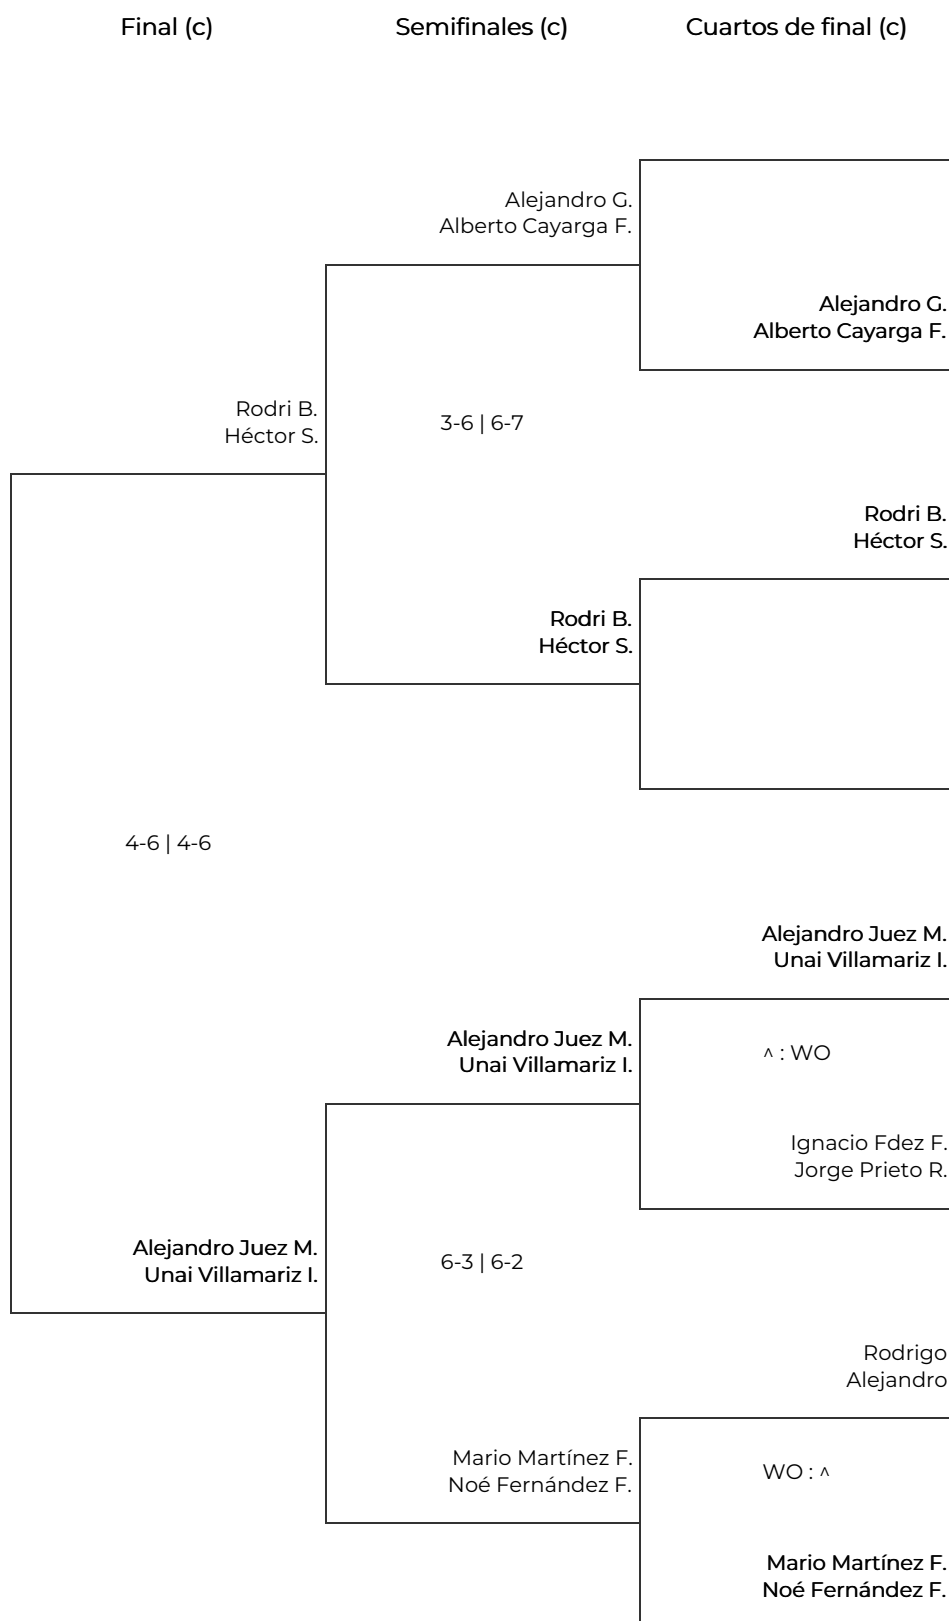 Final (c)
Semifinales (c)
Cuartos de final (c)
Alejandro G.
Alberto Cayarga F.
Alejandro G.
Alberto Cayarga F.
Rodri B.
Héctor S.
3-6 | 6-7
Rodri B.
Héctor S.
Rodri B.
Héctor S.
4-6 | 4-6
Alejandro Juez M.
Unai Villamariz I.
Alejandro Juez M.
Unai Villamariz I.
^ : WO
Ignacio Fdez F.
Jorge Prieto R.
Alejandro Juez M.
Unai Villamariz I.
6-3 | 6-2
Rodrigo
Alejandro
Mario Martínez F.
Noé Fernández F.
WO : ^
Mario Martínez F.
Noé Fernández F.